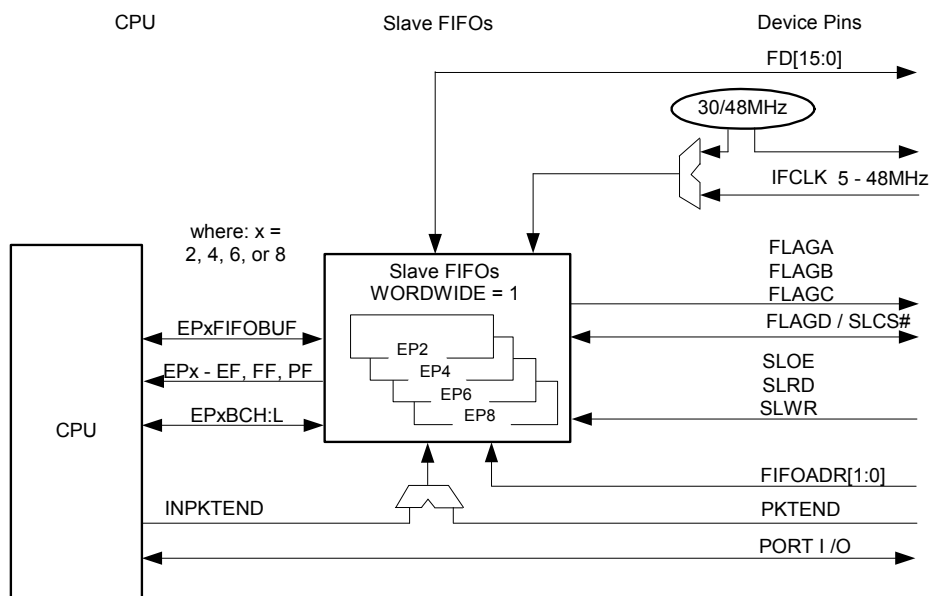 CPU
Slave FIFOs
Device Pins
FD[15:0]
30/48MHz
IFCLK 5 - 48MHz
where: x =
2, 4, 6, or 8
Slave FIFOs
WORDWIDE = 1
FLAGA
FLAGB
FLAGC
FLAGD / SLCS#
EPxFIFOBUF
EP2
EPx - EF, FF, PF
EP4
EP6
EP8
SLOE
SLRD
SLWR
EPxBCH:L
CPU
FIFOADR[1:0]
INPKTEND
PKTEND
PORT I /O